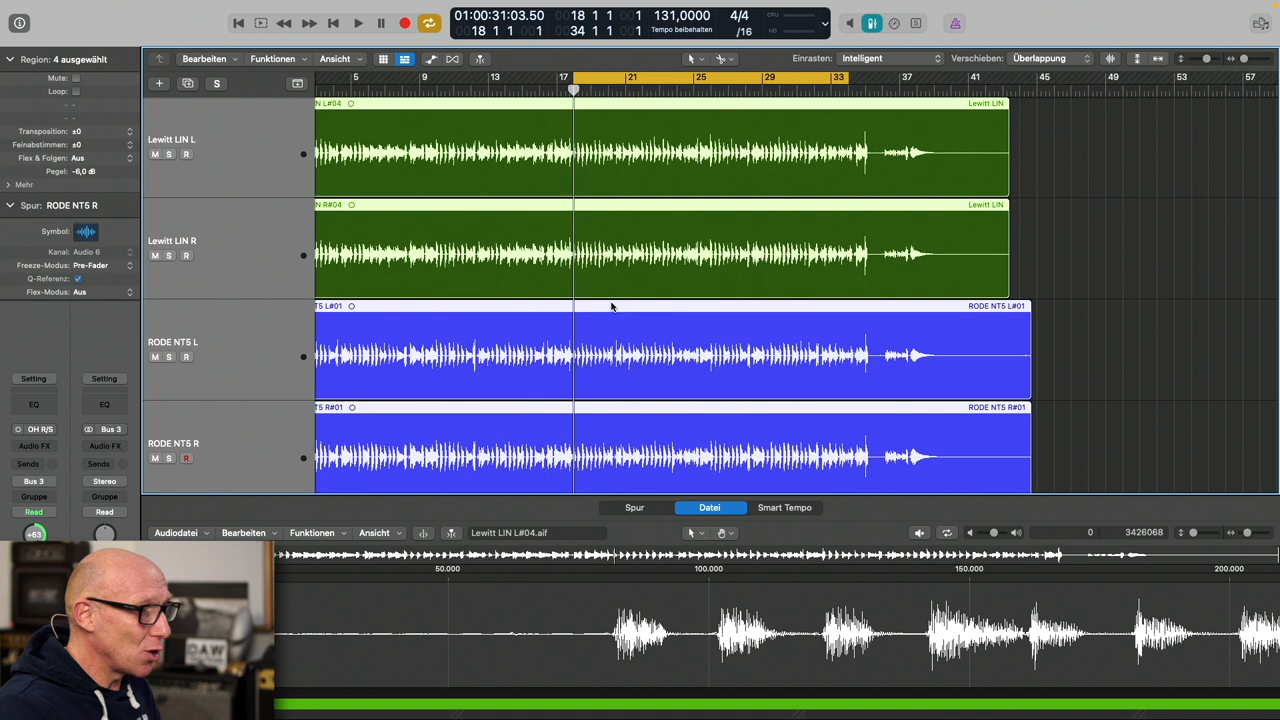 01:00:31:03.50
18 1 1 001
18 1 1 001
34 1 1 001
131,0000
Tempo beibehalten
4/4
/16
CPU
HD
Region: 4 ausgewählt
Mute:
Loop:
Transposition: ±0
Feinabstimmen: ±0
Flex & Folgen: Aus
Pegel: -6,0 dB
Mehr
Spur: RODE NT5 R
Symbol:
Kanal: Audio 6
Freeze-Modus: Pre-Fader
Q-Referenz:
Flex-Modus: Aus
Bearbeiten
Funktionen
Ansicht
Einrasten: Intelligent
Verschieben: Überlappung
S
5 9 13 17 21 25 29 33 37 41 45 49 53 57
Lewitt LIN L
M S R
N L#04
Lewitt LIN
Lewitt LIN R
M S R
N R#04
Lewitt LIN
RODE NT5 L
M S R
T5 L#01
RODE NT5 L#01
RODE NT5 R
M S R
T5 R#01
RODE NT5 R#01
Setting Setting
EQ EQ
OH R/S Bus 3
Audio FX Audio FX
Sends Sends
Bus 3 Stereo
Gruppe Gruppe
Read Read
+63
Spur Datei Smart Tempo
Audiodatei Bearbeiten Funktionen Ansicht Lewitt LIN L#04.aif 0 3426068
50.000 100.000 150.000 200.000
DAW